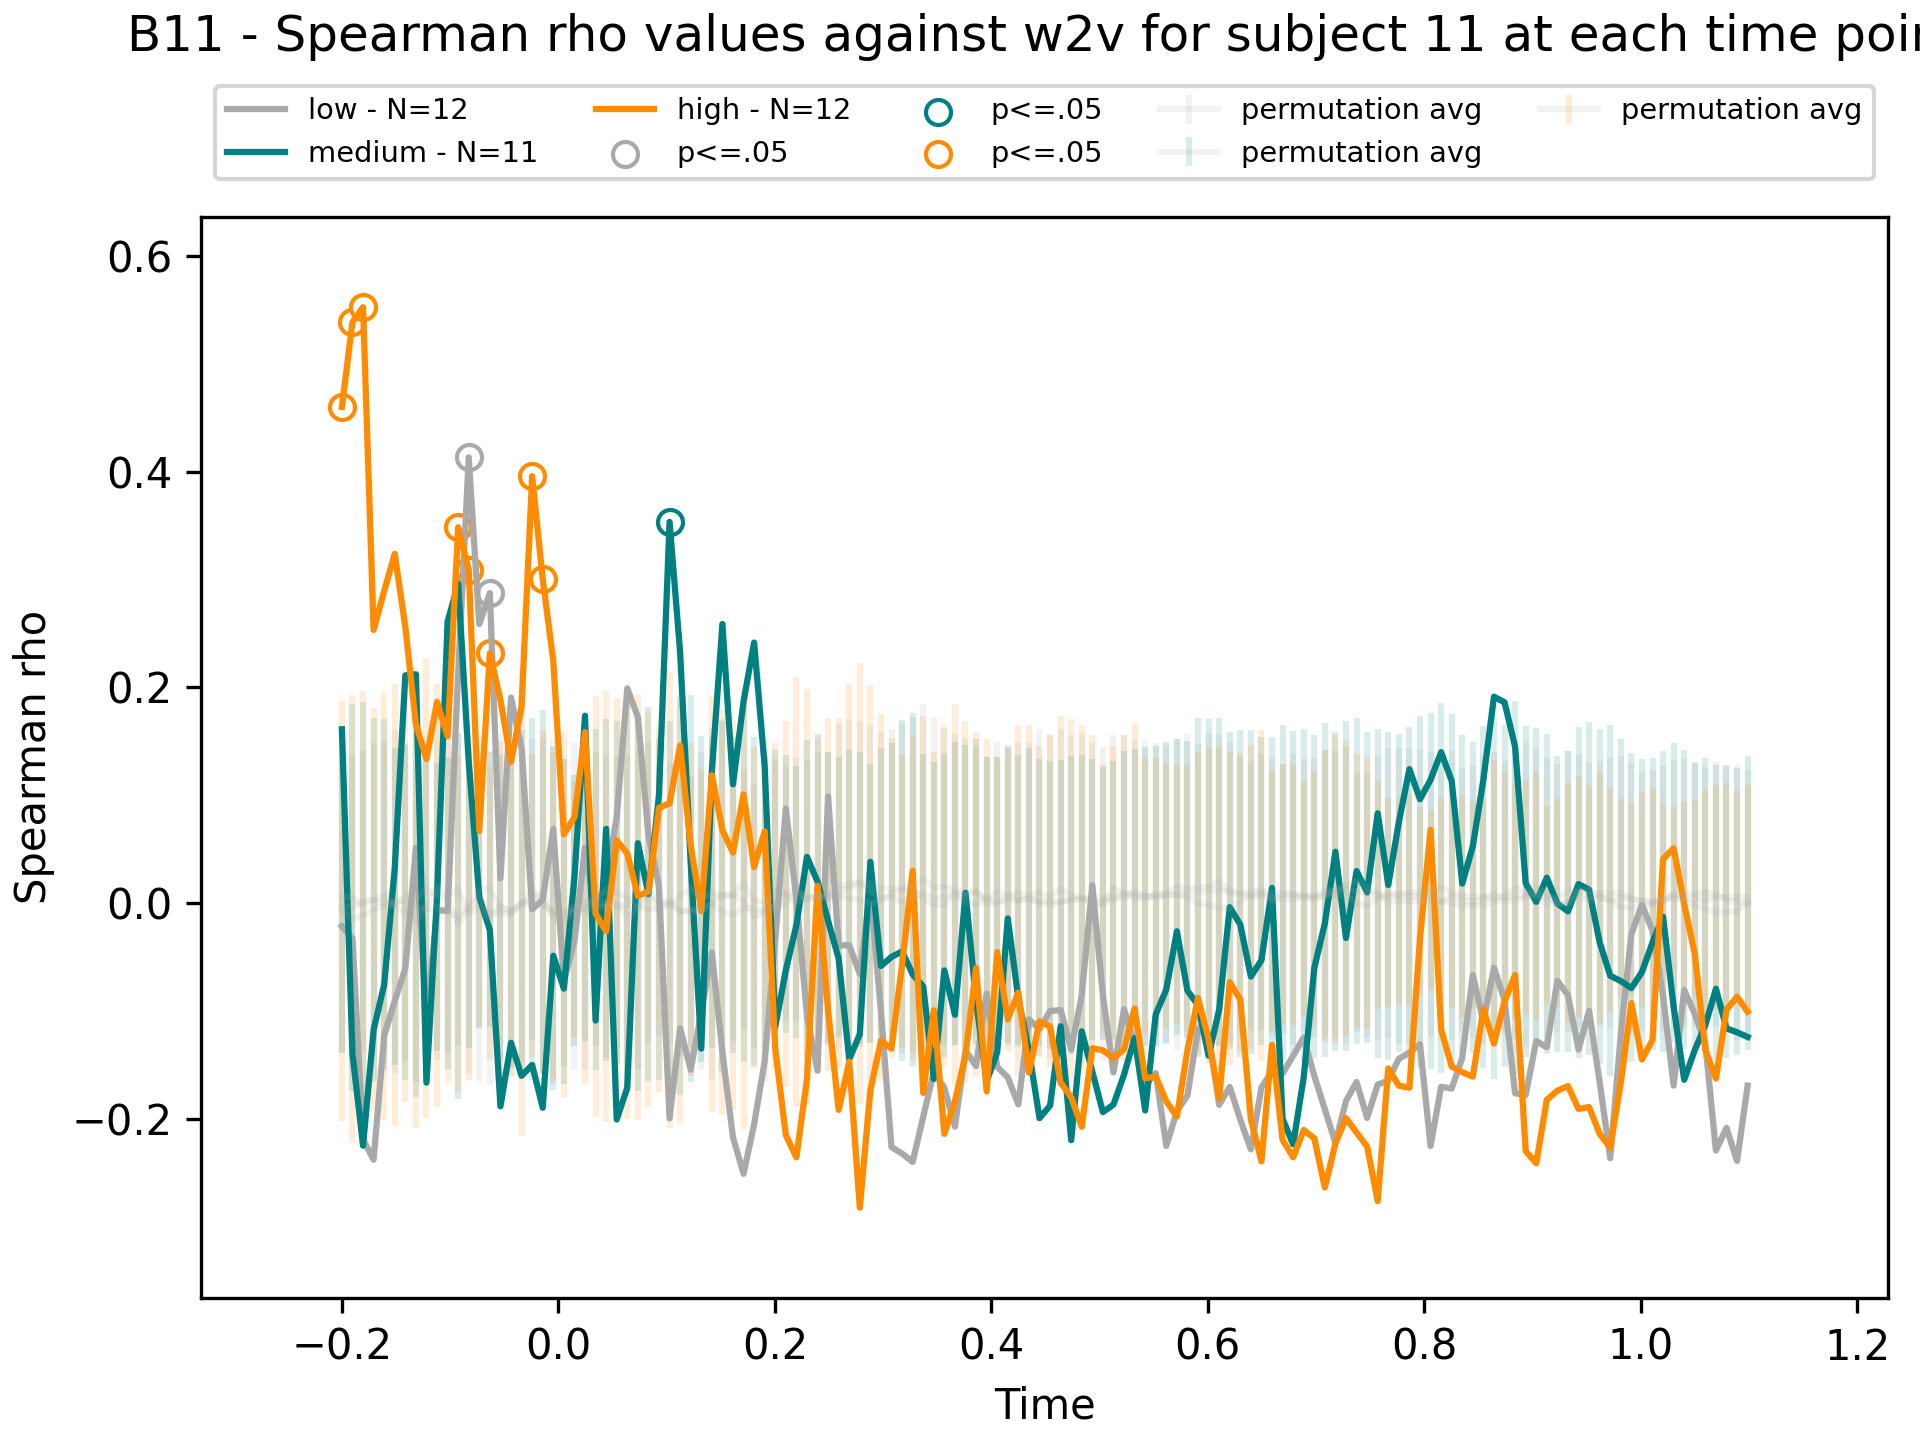 B11 - Spearman rho values against w2v for subject 11 at each time poi
low - N=12 high - N=12 p<=.05 permutation avg permutation avg
medium - N=11 p<=.05 p<=.05 permutation avg
0.6
0.4
0.2
0.0
−0.2
Spearman rho
−0.2 0.0 0.2 0.4 0.6 0.8 1.0 1.2
Time